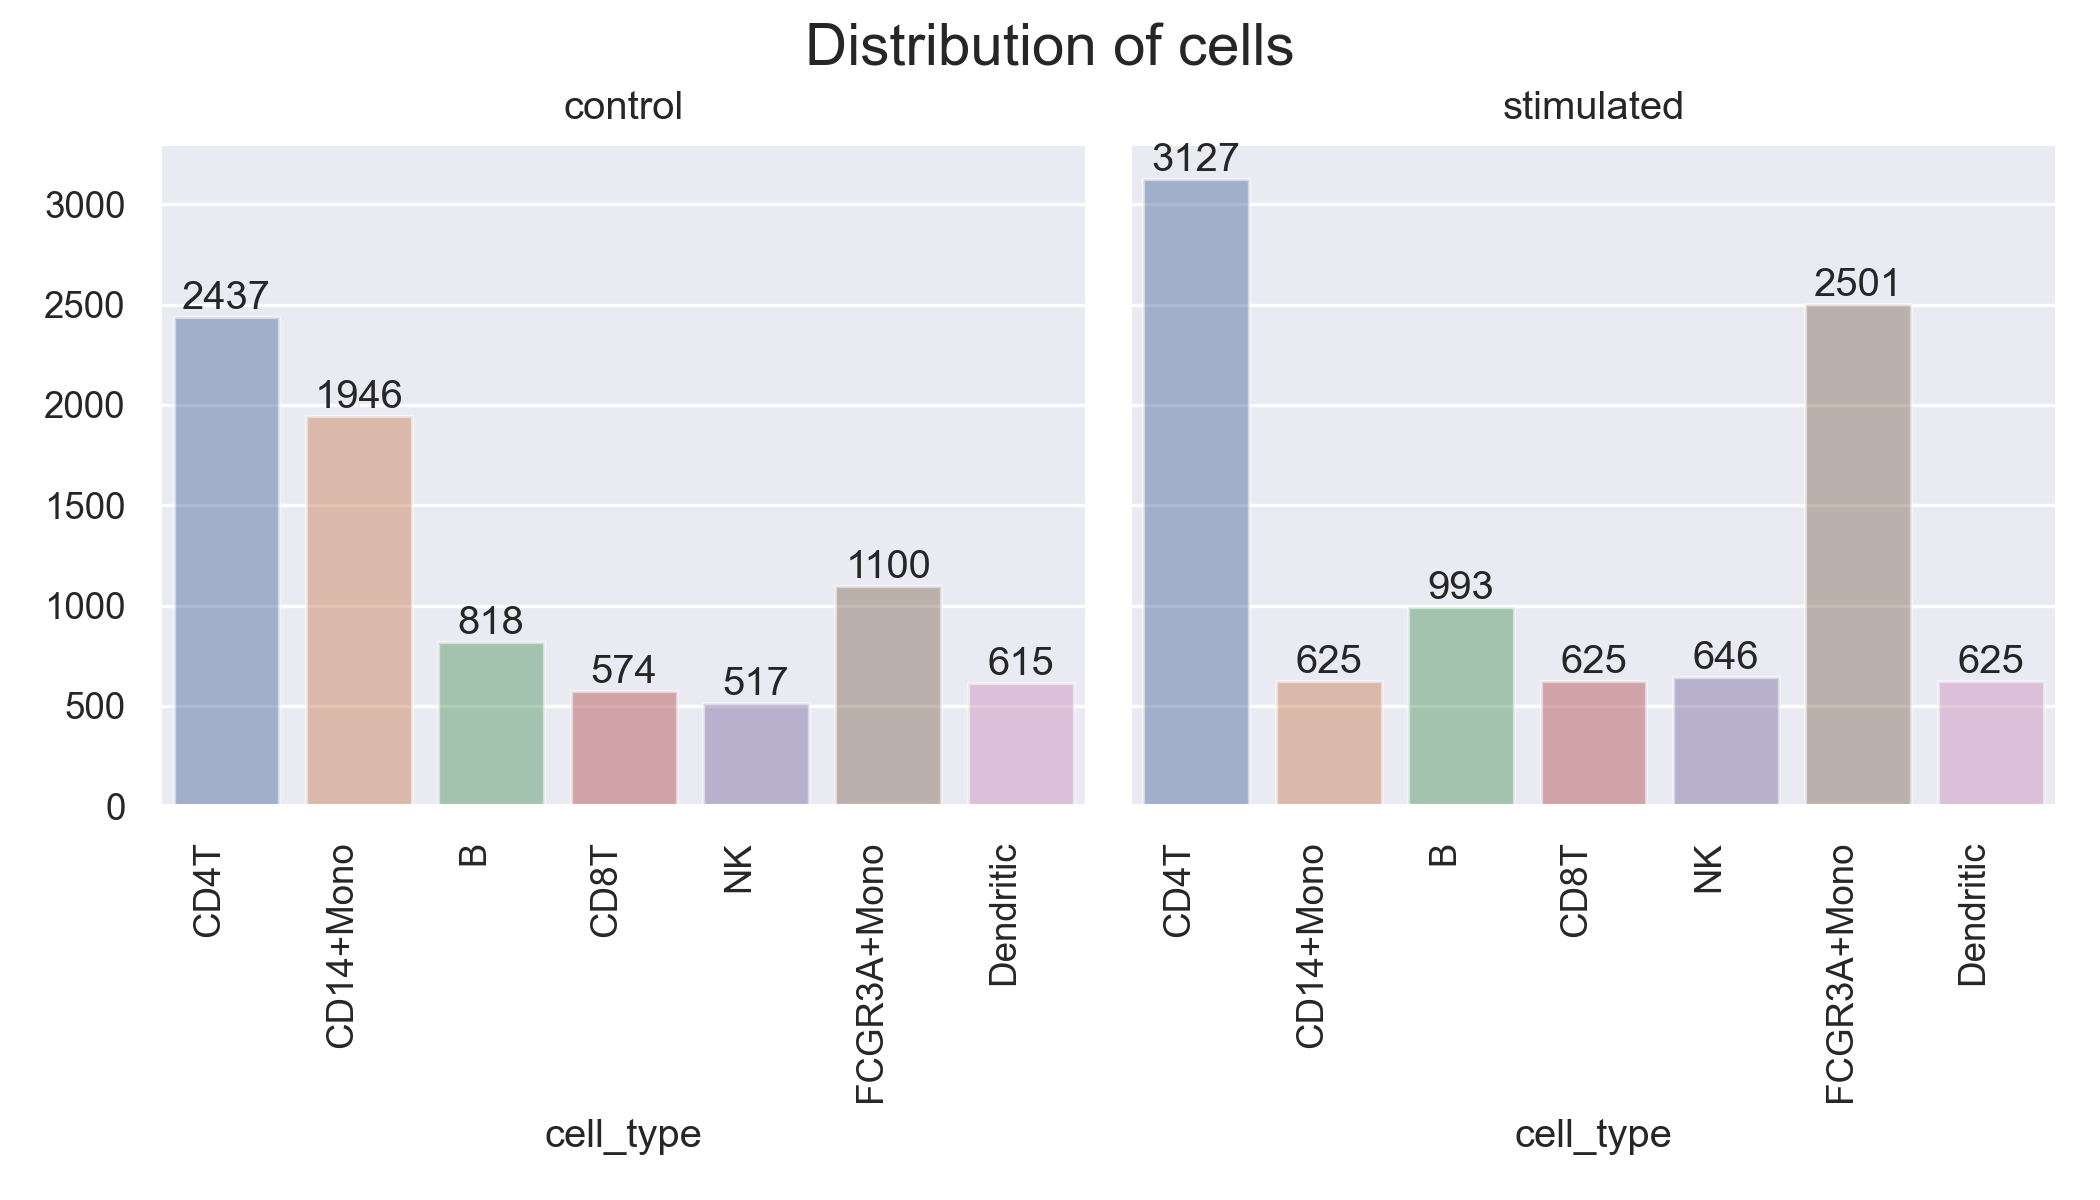 Distribution of cells
control
stimulated
3000
2500
2000
1500
1000
500
0
2437
1946
818
574
517
1100
615
3127
625
993
625
646
2501
625
CD4T
CD14+Mono
B
CD8T
NK
FCGR3A+Mono
Dendritic
CD4T
CD14+Mono
B
CD8T
NK
FCGR3A+Mono
Dendritic
cell_type
cell_type